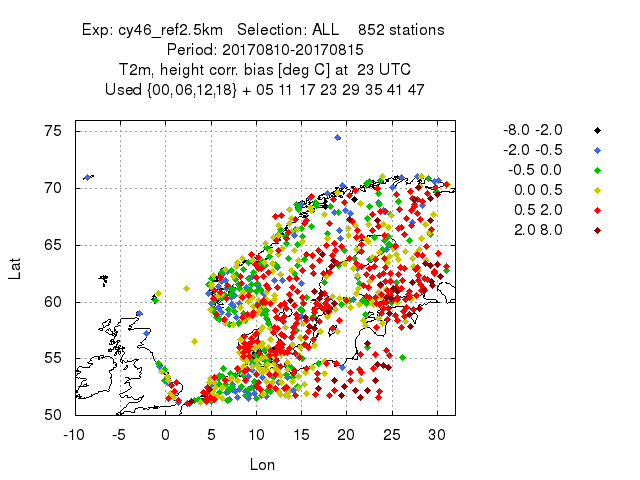 Exp: cy46_ref2.5km Selection: ALL 852 stations
Period: 20170810-20170815
T2m, height corr. bias [deg C] at 23 UTC
Used {00,06,12,18} + 05 11 17 23 29 35 41 47
-8.0 -2.0
-2.0 -0.5
-0.5 0.0
0.0 0.5
0.5 2.0
2.0 8.0
75
70
65
60
55
50
Lat
-10 -5 0 5 10 15 20 25 30
Lon